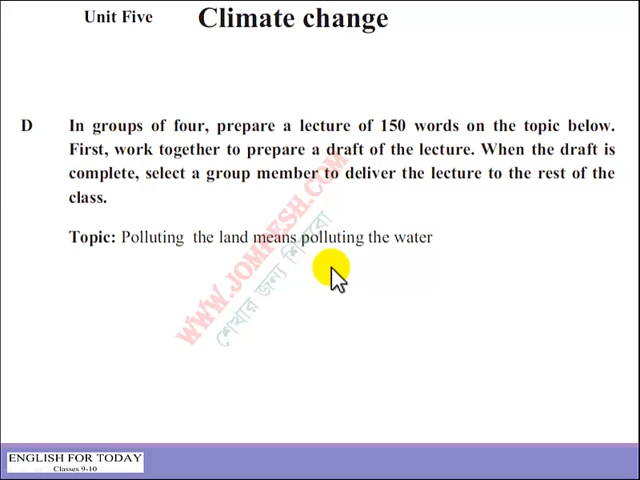 Unit Five
Climate change
D In groups of four, prepare a lecture of 150 words on the topic below.
First, work together to prepare a draft of the lecture. When the draft is
complete, select a group member to deliver the lecture to the rest of the
class.
Topic: Polluting the land means polluting the water
WWW.JOMPESH.COM
শেখার জন্য শিখবো
ENGLISH FOR TODAY
Classes 9-10